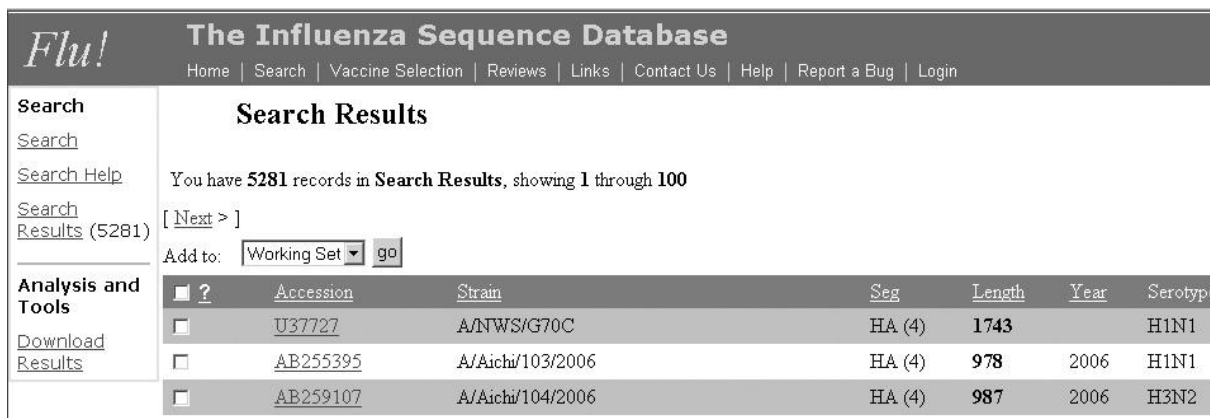 Flu!
The Influenza Sequence Database
Home | Search | Vaccine Selection | Reviews | Links | Contact Us | Help | Report a Bug | Login
Search
Search
Search Help
Search
Results (5281)
Analysis and
Tools
Download
Results
Search Results
You have 5281 records in Search Results, showing 1 through 100
[ Next > ]
Add to: Working Set go
? Accession Strain Seg Length Year Serotyp
U37727 A/NWS/G70C HA (4) 1743 H1N1
AB255395 A/Aichi/103/2006 HA (4) 978 2006 H1N1
AB259107 A/Aichi/104/2006 HA (4) 987 2006 H3N2